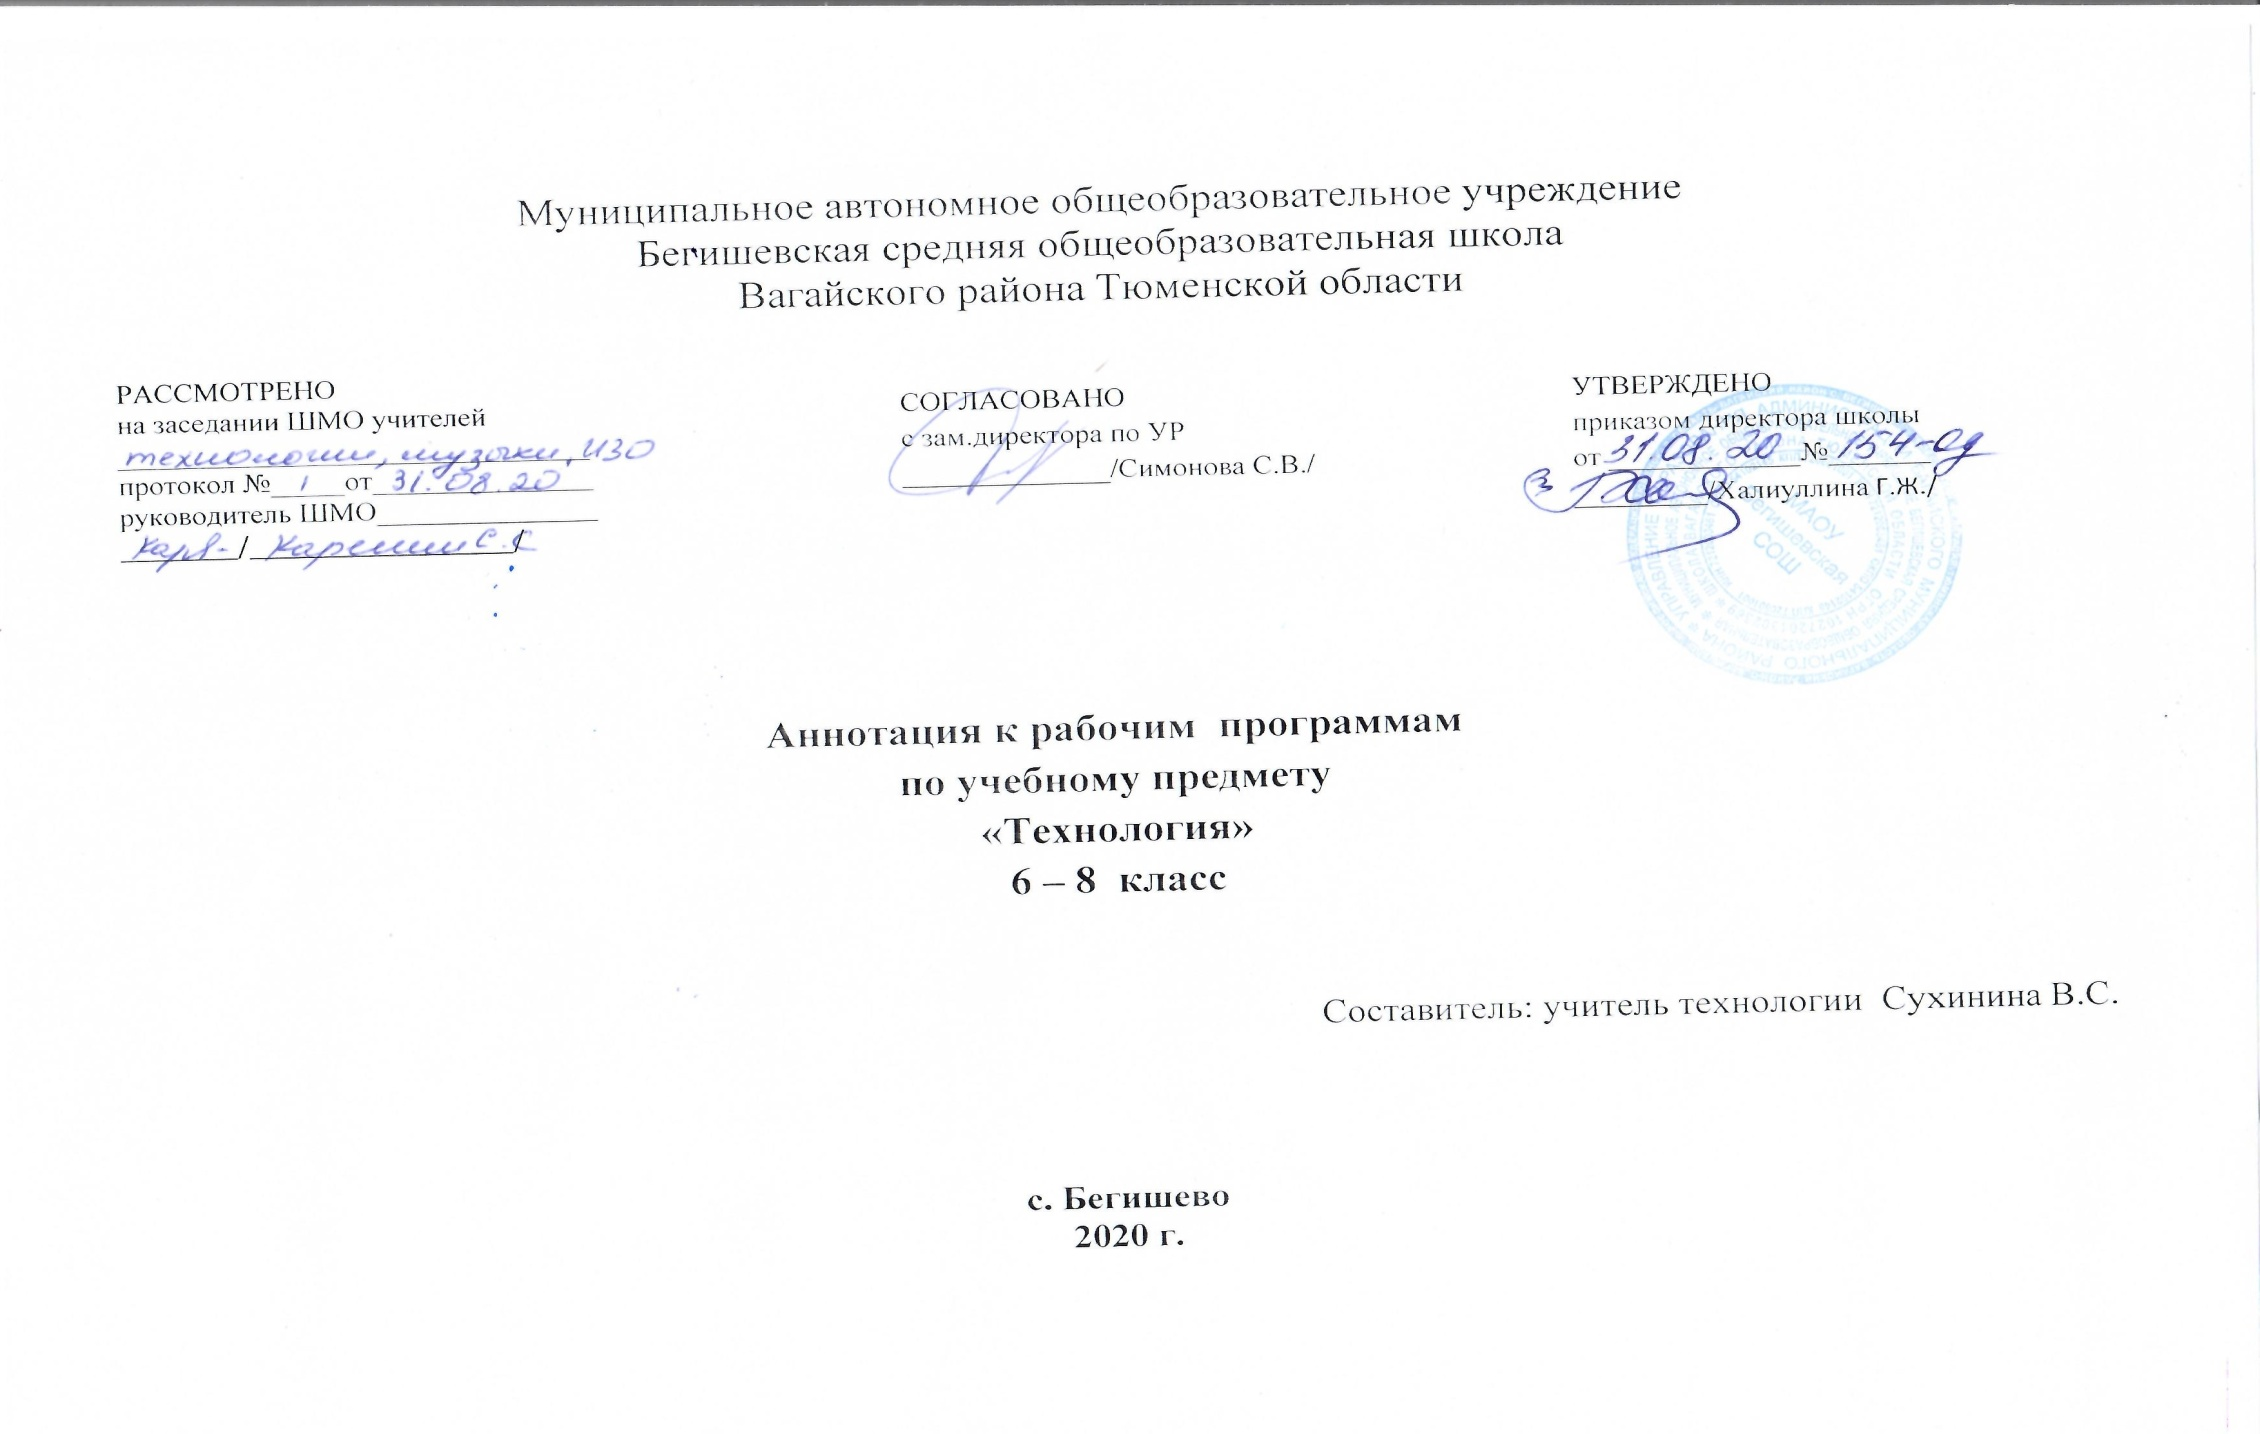 Муниципальное автономное общеобразовательное учреждение
Бегишевская средняя общеобразовательная школа
Вагайского района Тюменской области
РАССМОТРЕНО
на заседании ШМО учителей
технологии, музыки, ИЗО
протокол № 1 от 31.08.20
руководитель ШМО
СОГЛАСОВАНО
с зам.директора по УР
/Симонова С.В./
УТВЕРЖДЕНО
приказом директора школы
от 31.08.20 № 154-од
/Халиуллина Г.Ж./
МАОУ
Бегишевская
СОШ
Аннотация к рабочим программам
по учебному предмету
«Технология»
6 – 8 класс
Составитель: учитель технологии Сухинина В.С.
с. Бегишево
2020 г.